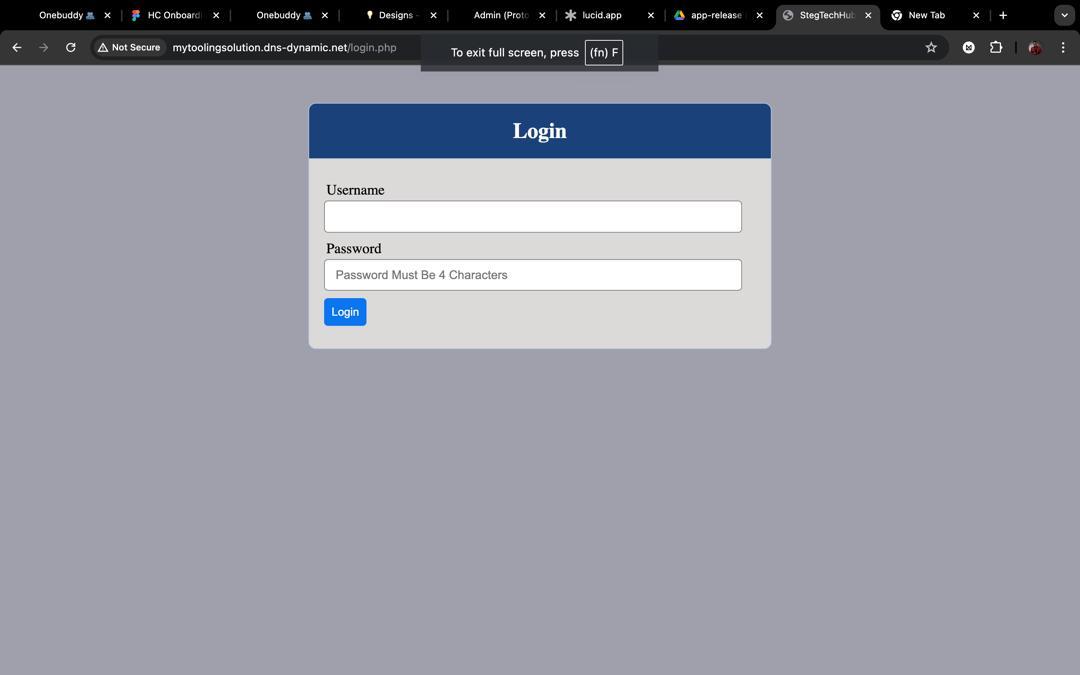 Onebuddy
HC Onboard
Onebuddy
Designs -
Admin (Proto
lucid.app
app-release
StegTechHub
New Tab
Not Secure
mytoolingsolution.dns-dynamic.net/login.php
To exit full screen, press (fn) F
Login
Username
Password
Password Must Be 4 Characters
Login